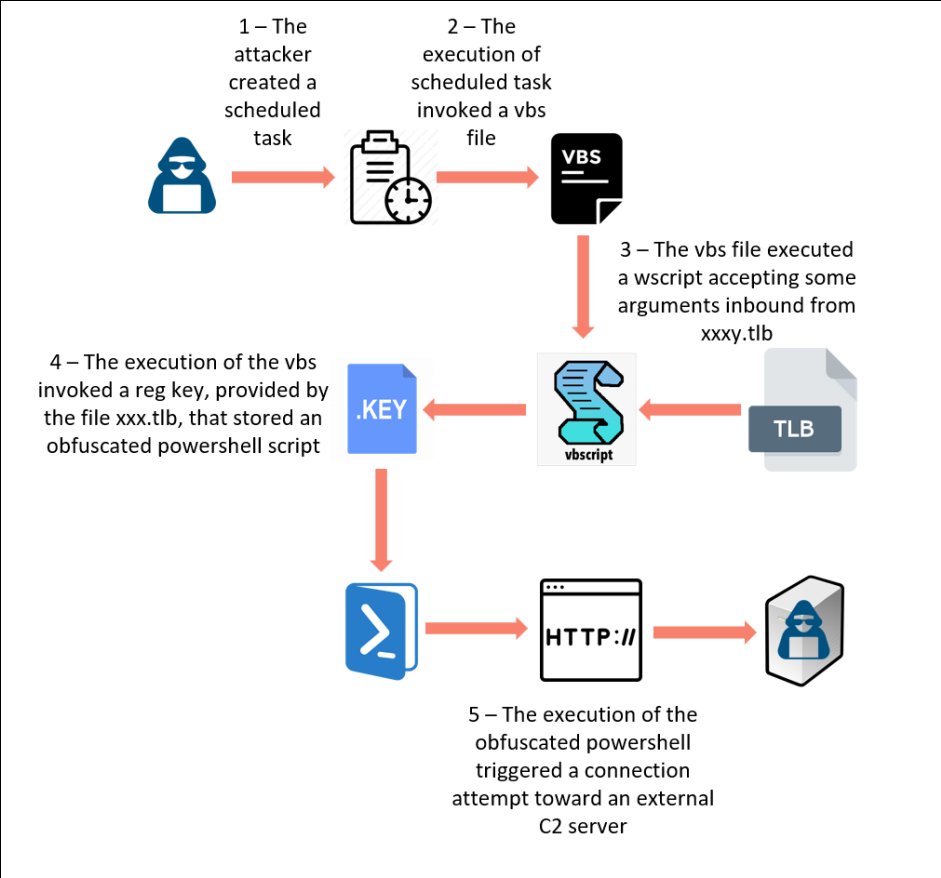 1 – The
attacker
created a
scheduled
task
2 – The
execution of
scheduled task
invoked a vbs
file
VBS
3 – The vbs file executed
a wscript accepting some
arguments inbound from
xxxy.tlb
4 – The execution of the vbs
invoked a reg key, provided by
the file xxx.tlb, that stored an
obfuscated powershell script
.KEY
vbscript
TLB
HTTP://
5 – The execution of the
obfuscated powershell
triggered a connection
attempt toward an external
C2 server